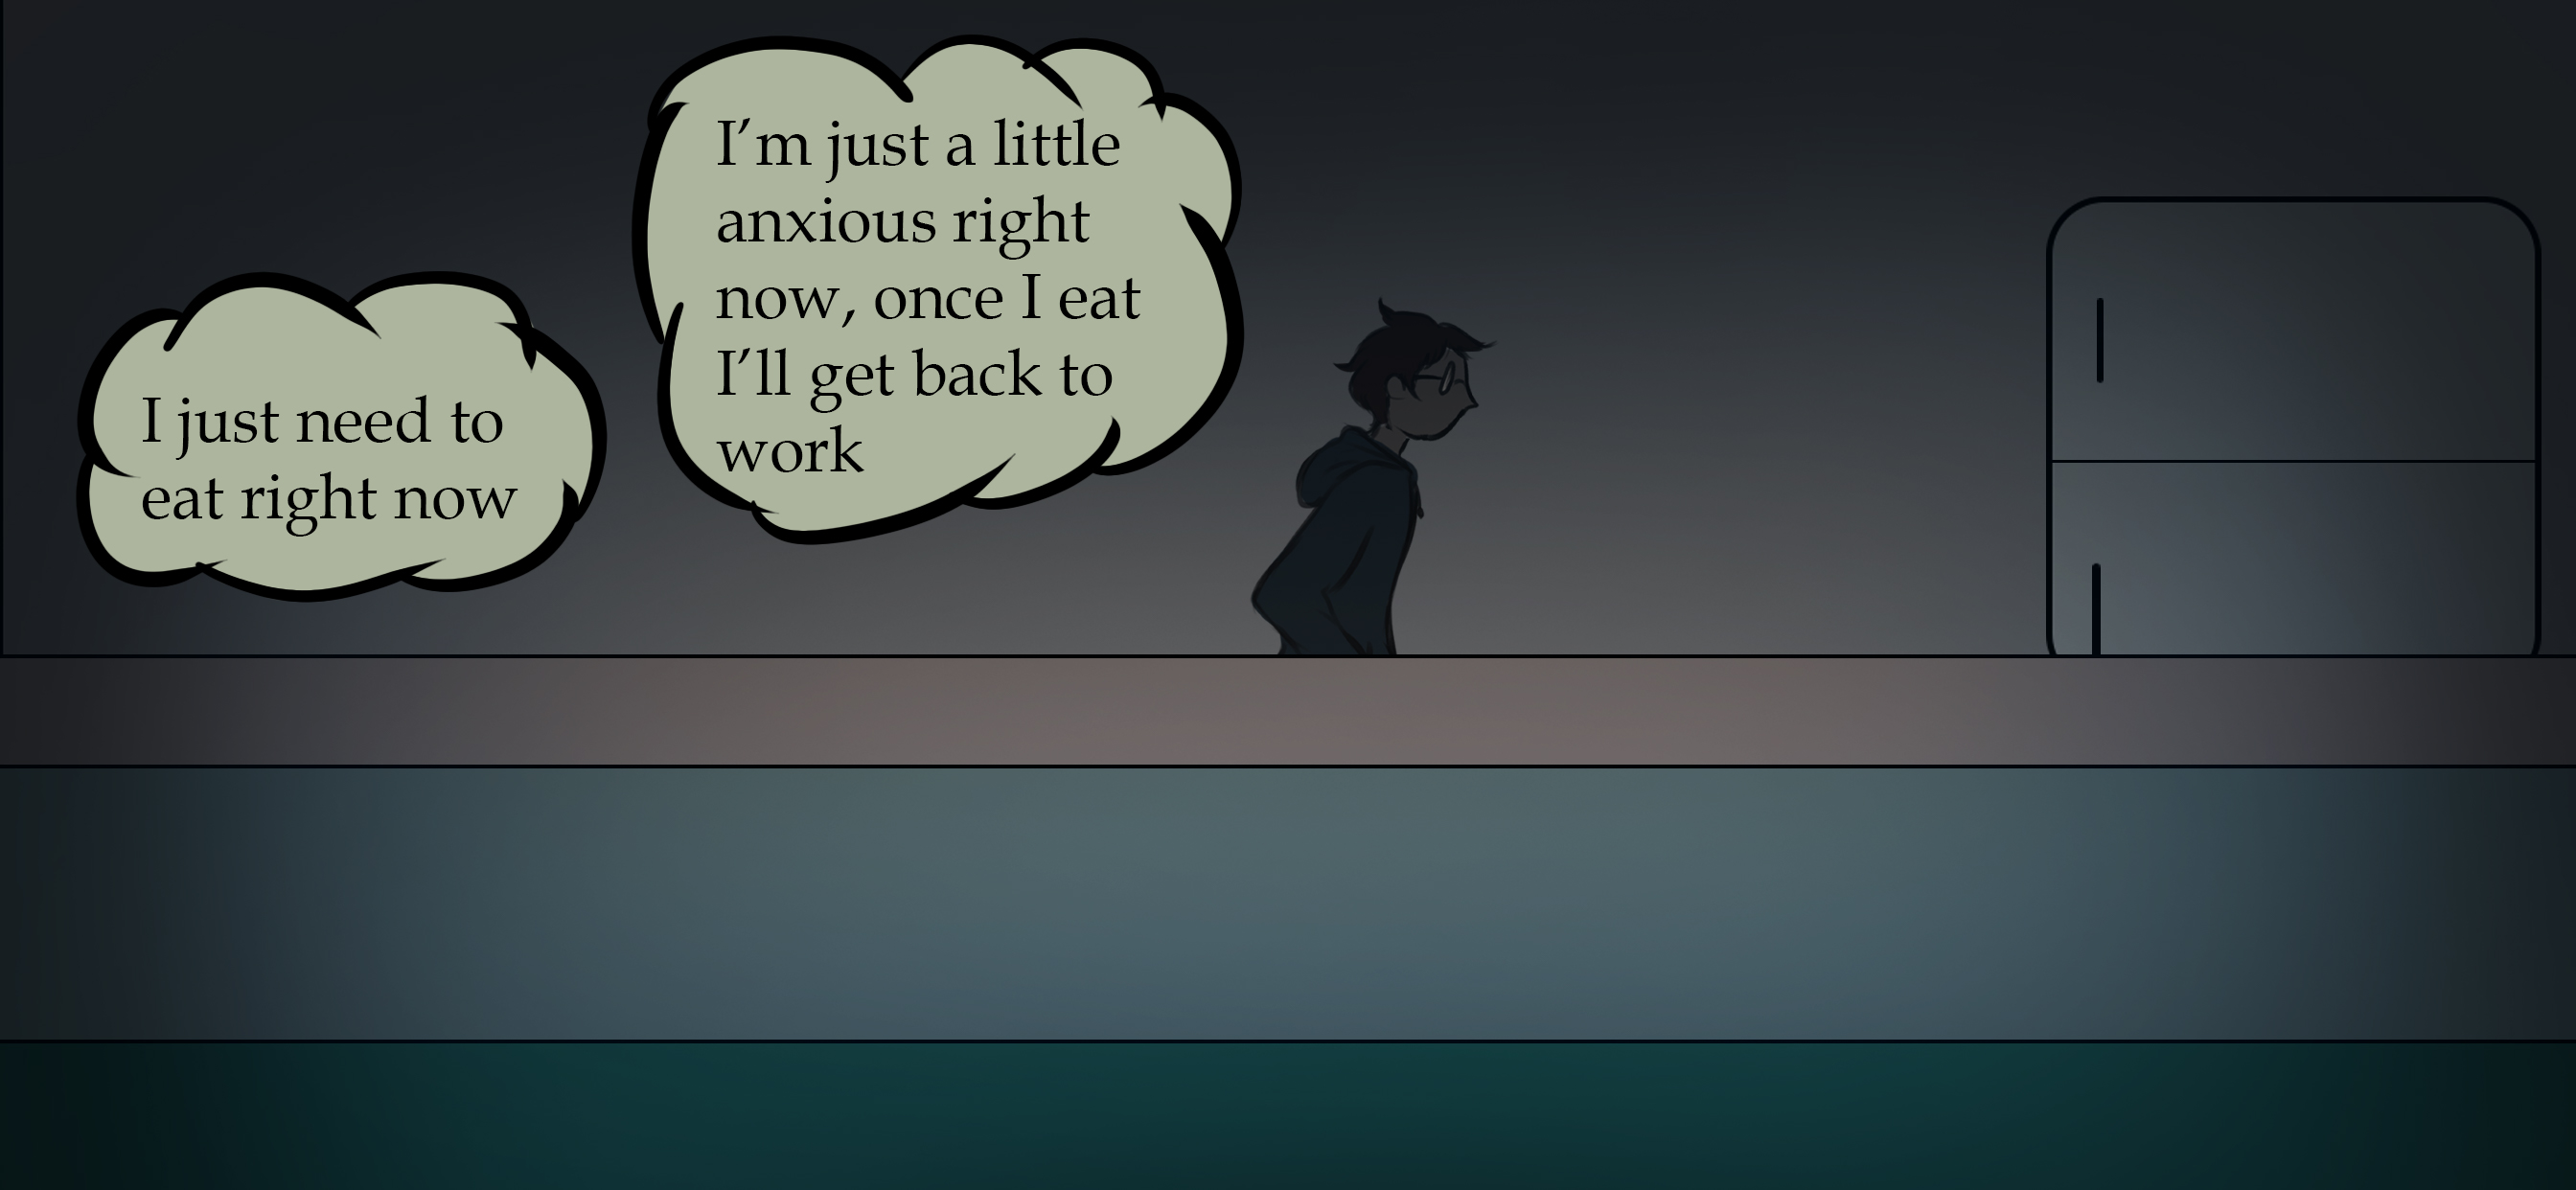 I just need to
eat right now
I’m just a little
anxious right
now, once I eat
I’ll get back to
work